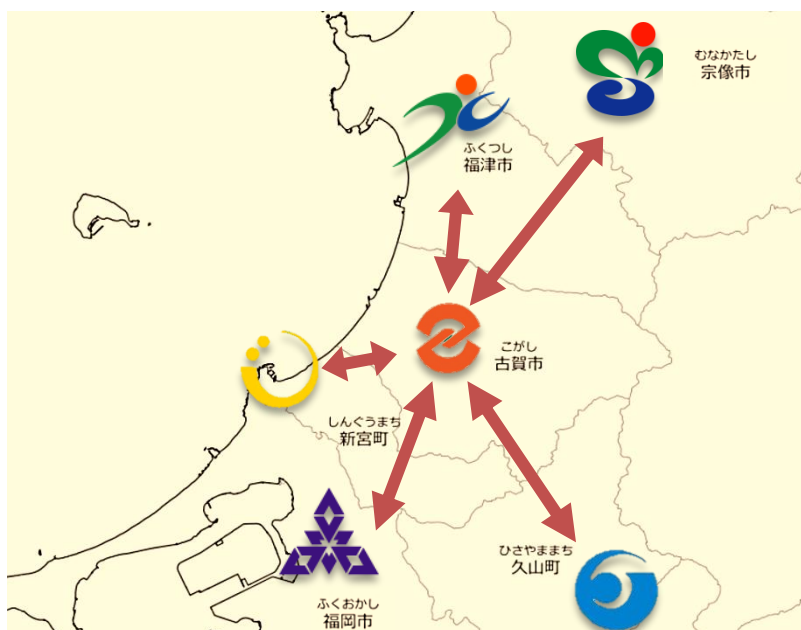 むなかたし
宗像市
ふくつし
福津市
こがし
古賀市
しんぐうまち
新宮町
ひさやままち
久山町
ふくおかし
福岡市